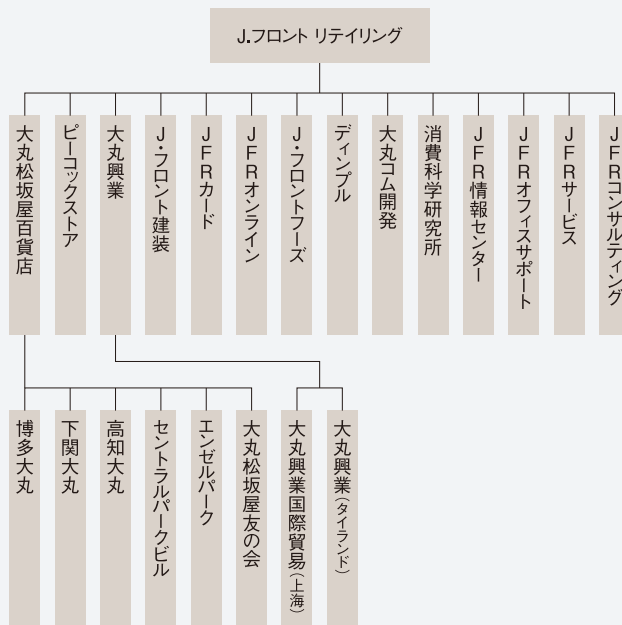 J.フロント リテイリング
大丸松坂屋百貨店
ピーコックストア
大丸興業
J・フロント建装
JFRカード
JFRオンライン
J・フロントフーズ
ディンプル
大丸コム開発
消費科学研究所
JFR情報センター
JFRオフィスサポート
JFRサービス
JFRコンサルティング
博多大丸
下関大丸
高知大丸
セントラルパークビル
エンゼルパーク
大丸松坂屋友の会
大丸興業国際貿易(上海)
大丸興業(タイランド)